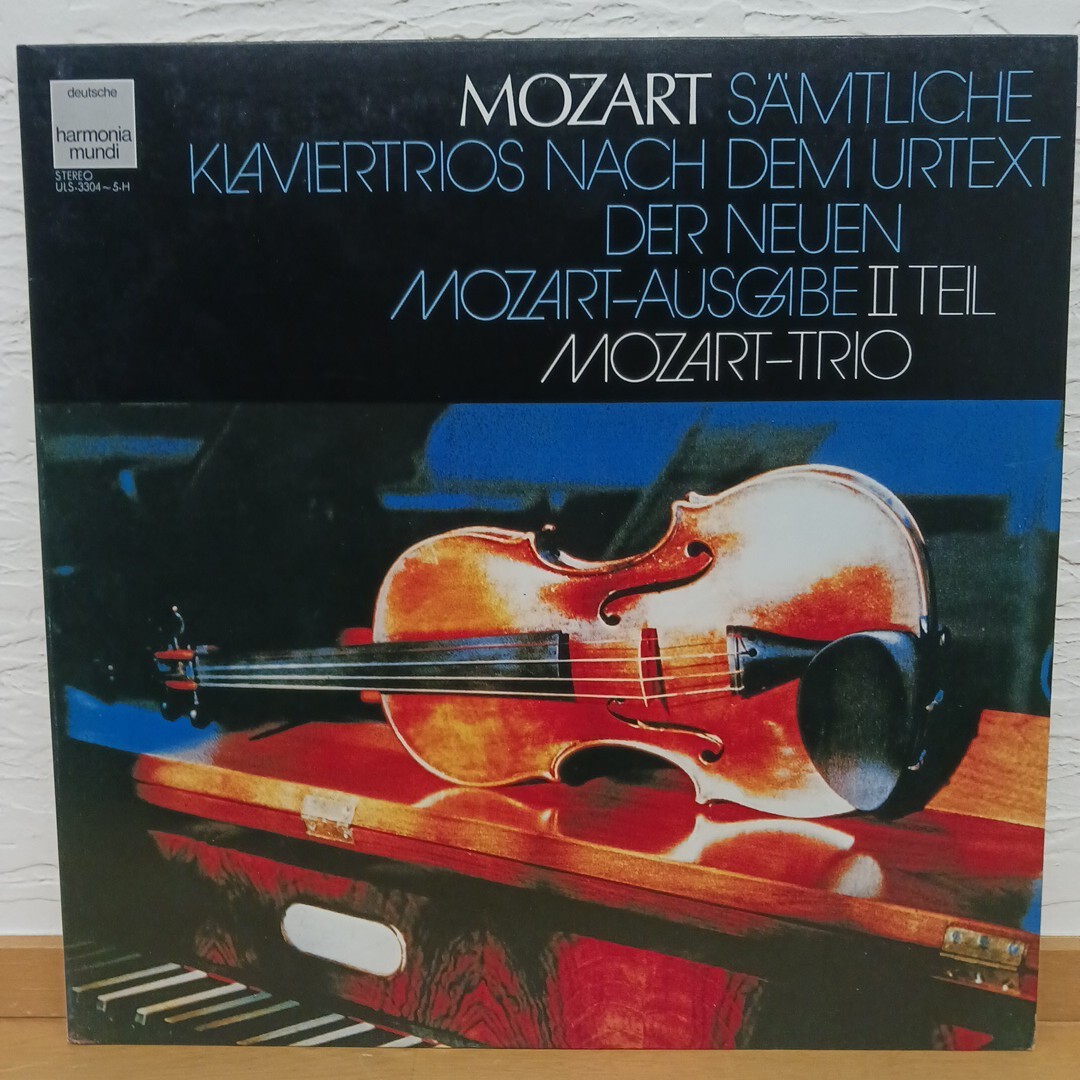 deutsche
harmonia
mundi
STEREO
ULS-3304~5-H
MOZART SÄMTLICHE
KLAVIERTRIOS NACH DEM URTEXT
DER NEUEN
MOZART-AUSGABE II TEIL
MOZART-TRIO